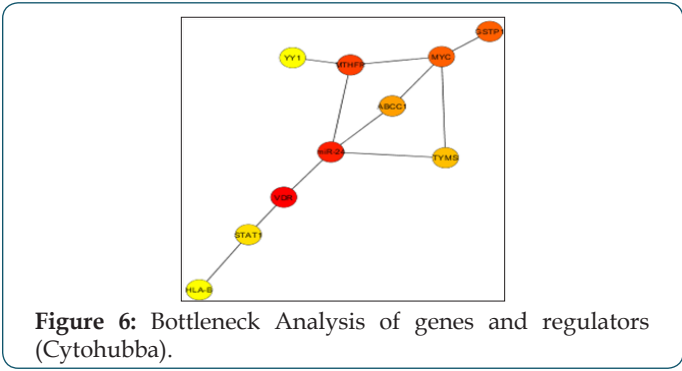 GSTP1
YY1
MTHFR
MYC
ABCC1
miR-24
TYMS
VDR
STAT1
HLA-B
Figure 6: Bottleneck Analysis of genes and regulators
(Cytohubba).